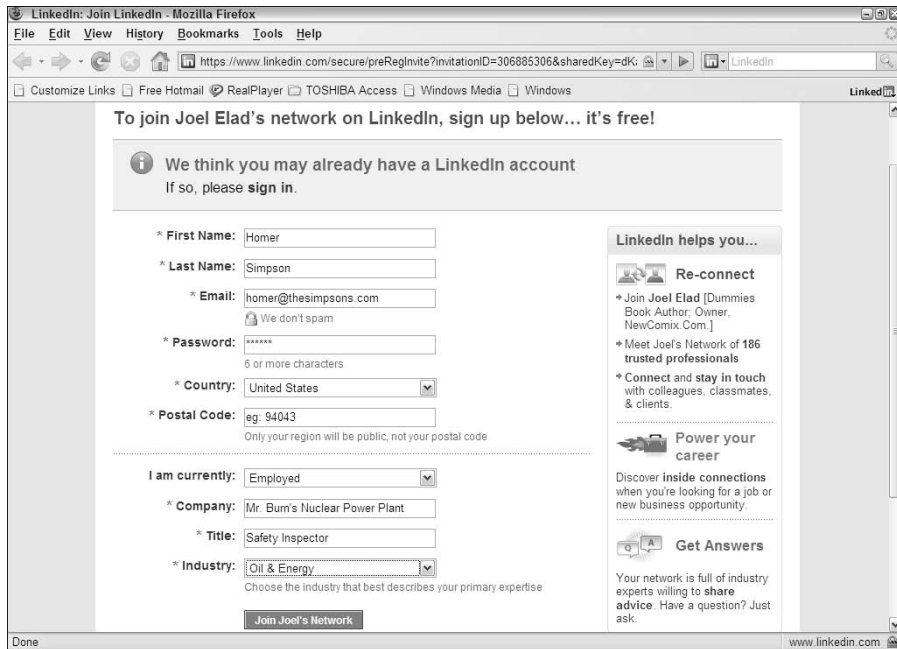 LinkedIn: Join LinkedIn - Mozilla Firefox
File Edit View History Bookmarks Tools Help
https://www.linkedin.com/secure/preRegInvite?invitationID=306885306&sharedKey=dK
LinkedIn
Customize Links Free Hotmail RealPlayer TOSHIBA Access Windows Media Windows
Linked in
To join Joel Elad's network on LinkedIn, sign up below... it's free!
We think you may already have a LinkedIn account
If so, please sign in.
* First Name: Homer
* Last Name: Simpson
* Email: homer@thesimpsons.com
We don't spam
* Password: ******
6 or more characters
* Country: United States
* Postal Code: eg: 94043
Only your region will be public, not your postal code
I am currently: Employed
* Company: Mr. Burn's Nuclear Power Plant
* Title: Safety Inspector
* Industry: Oil & Energy
Choose the industry that best describes your primary expertise
Join Joel's Network
LinkedIn helps you...
Re-connect
Join Joel Elad [Dummies
Book Author; Owner,
NewComix.Com.]
Meet Joel's Network of 186
trusted professionals
Connect and stay in touch
with colleagues, classmates,
& clients.
Power your
career
Discover inside connections
when you're looking for a job or
new business opportunity.
Q A
Get Answers
Your network is full of industry
experts willing to share
advice. Have a question? Just
ask.
Done
www.linkedin.com